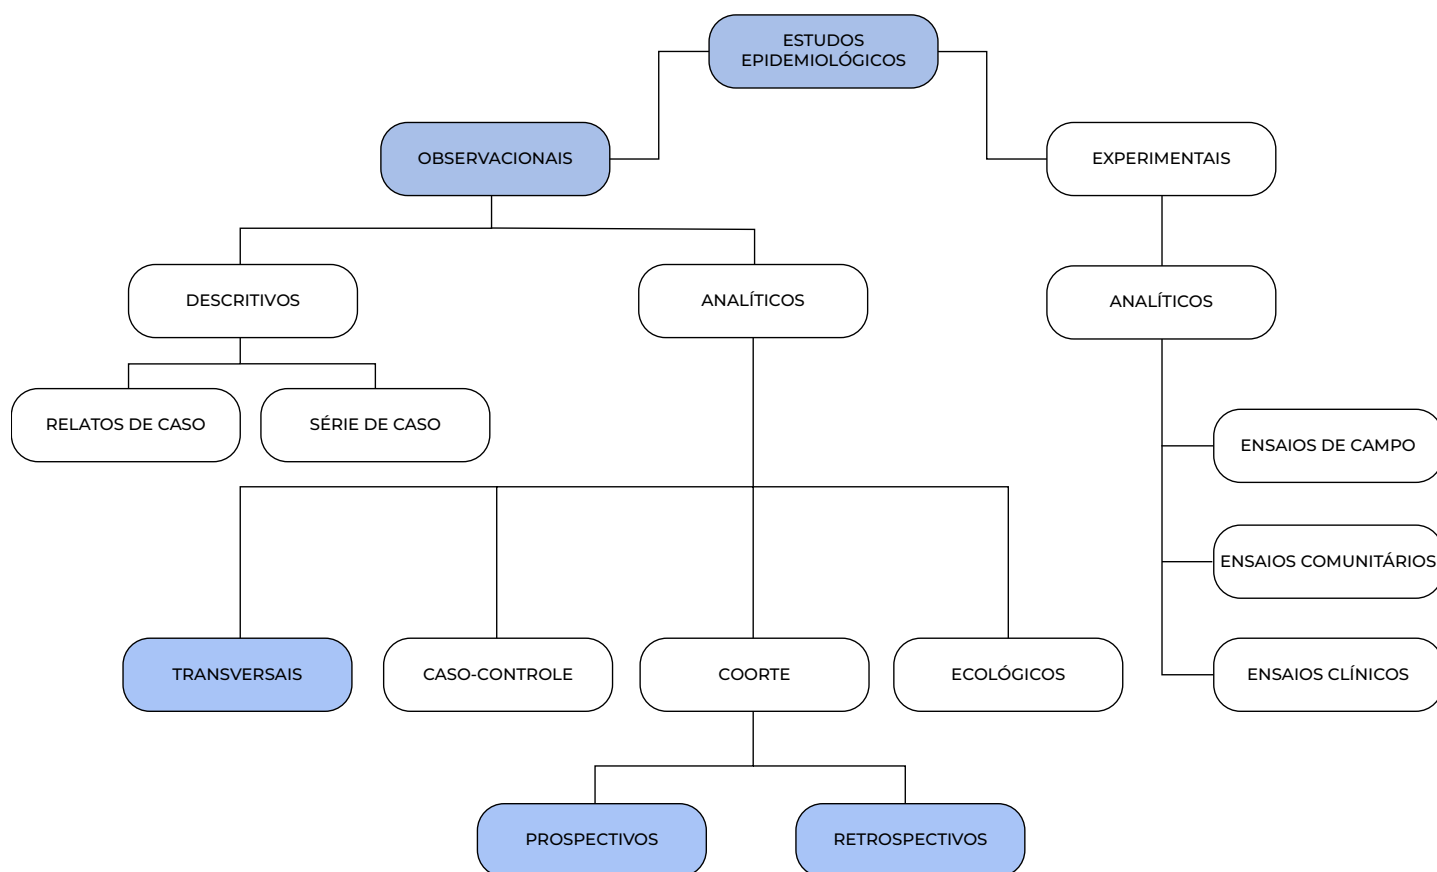 ESTUDOS
EPIDEMIOLÓGICOS
OBSERVACIONAIS
EXPERIMENTAIS
DESCRITIVOS
ANALÍTICOS
ANALÍTICOS
RELATOS DE CASO
SÉRIE DE CASO
ENSAIOS DE CAMPO
ENSAIOS COMUNITÁRIOS
TRANSVERSAIS
CASO-CONTROLE
COORTE
ECOLÓGICOS
ENSAIOS CLÍNICOS
PROSPECTIVOS
RETROSPECTIVOS